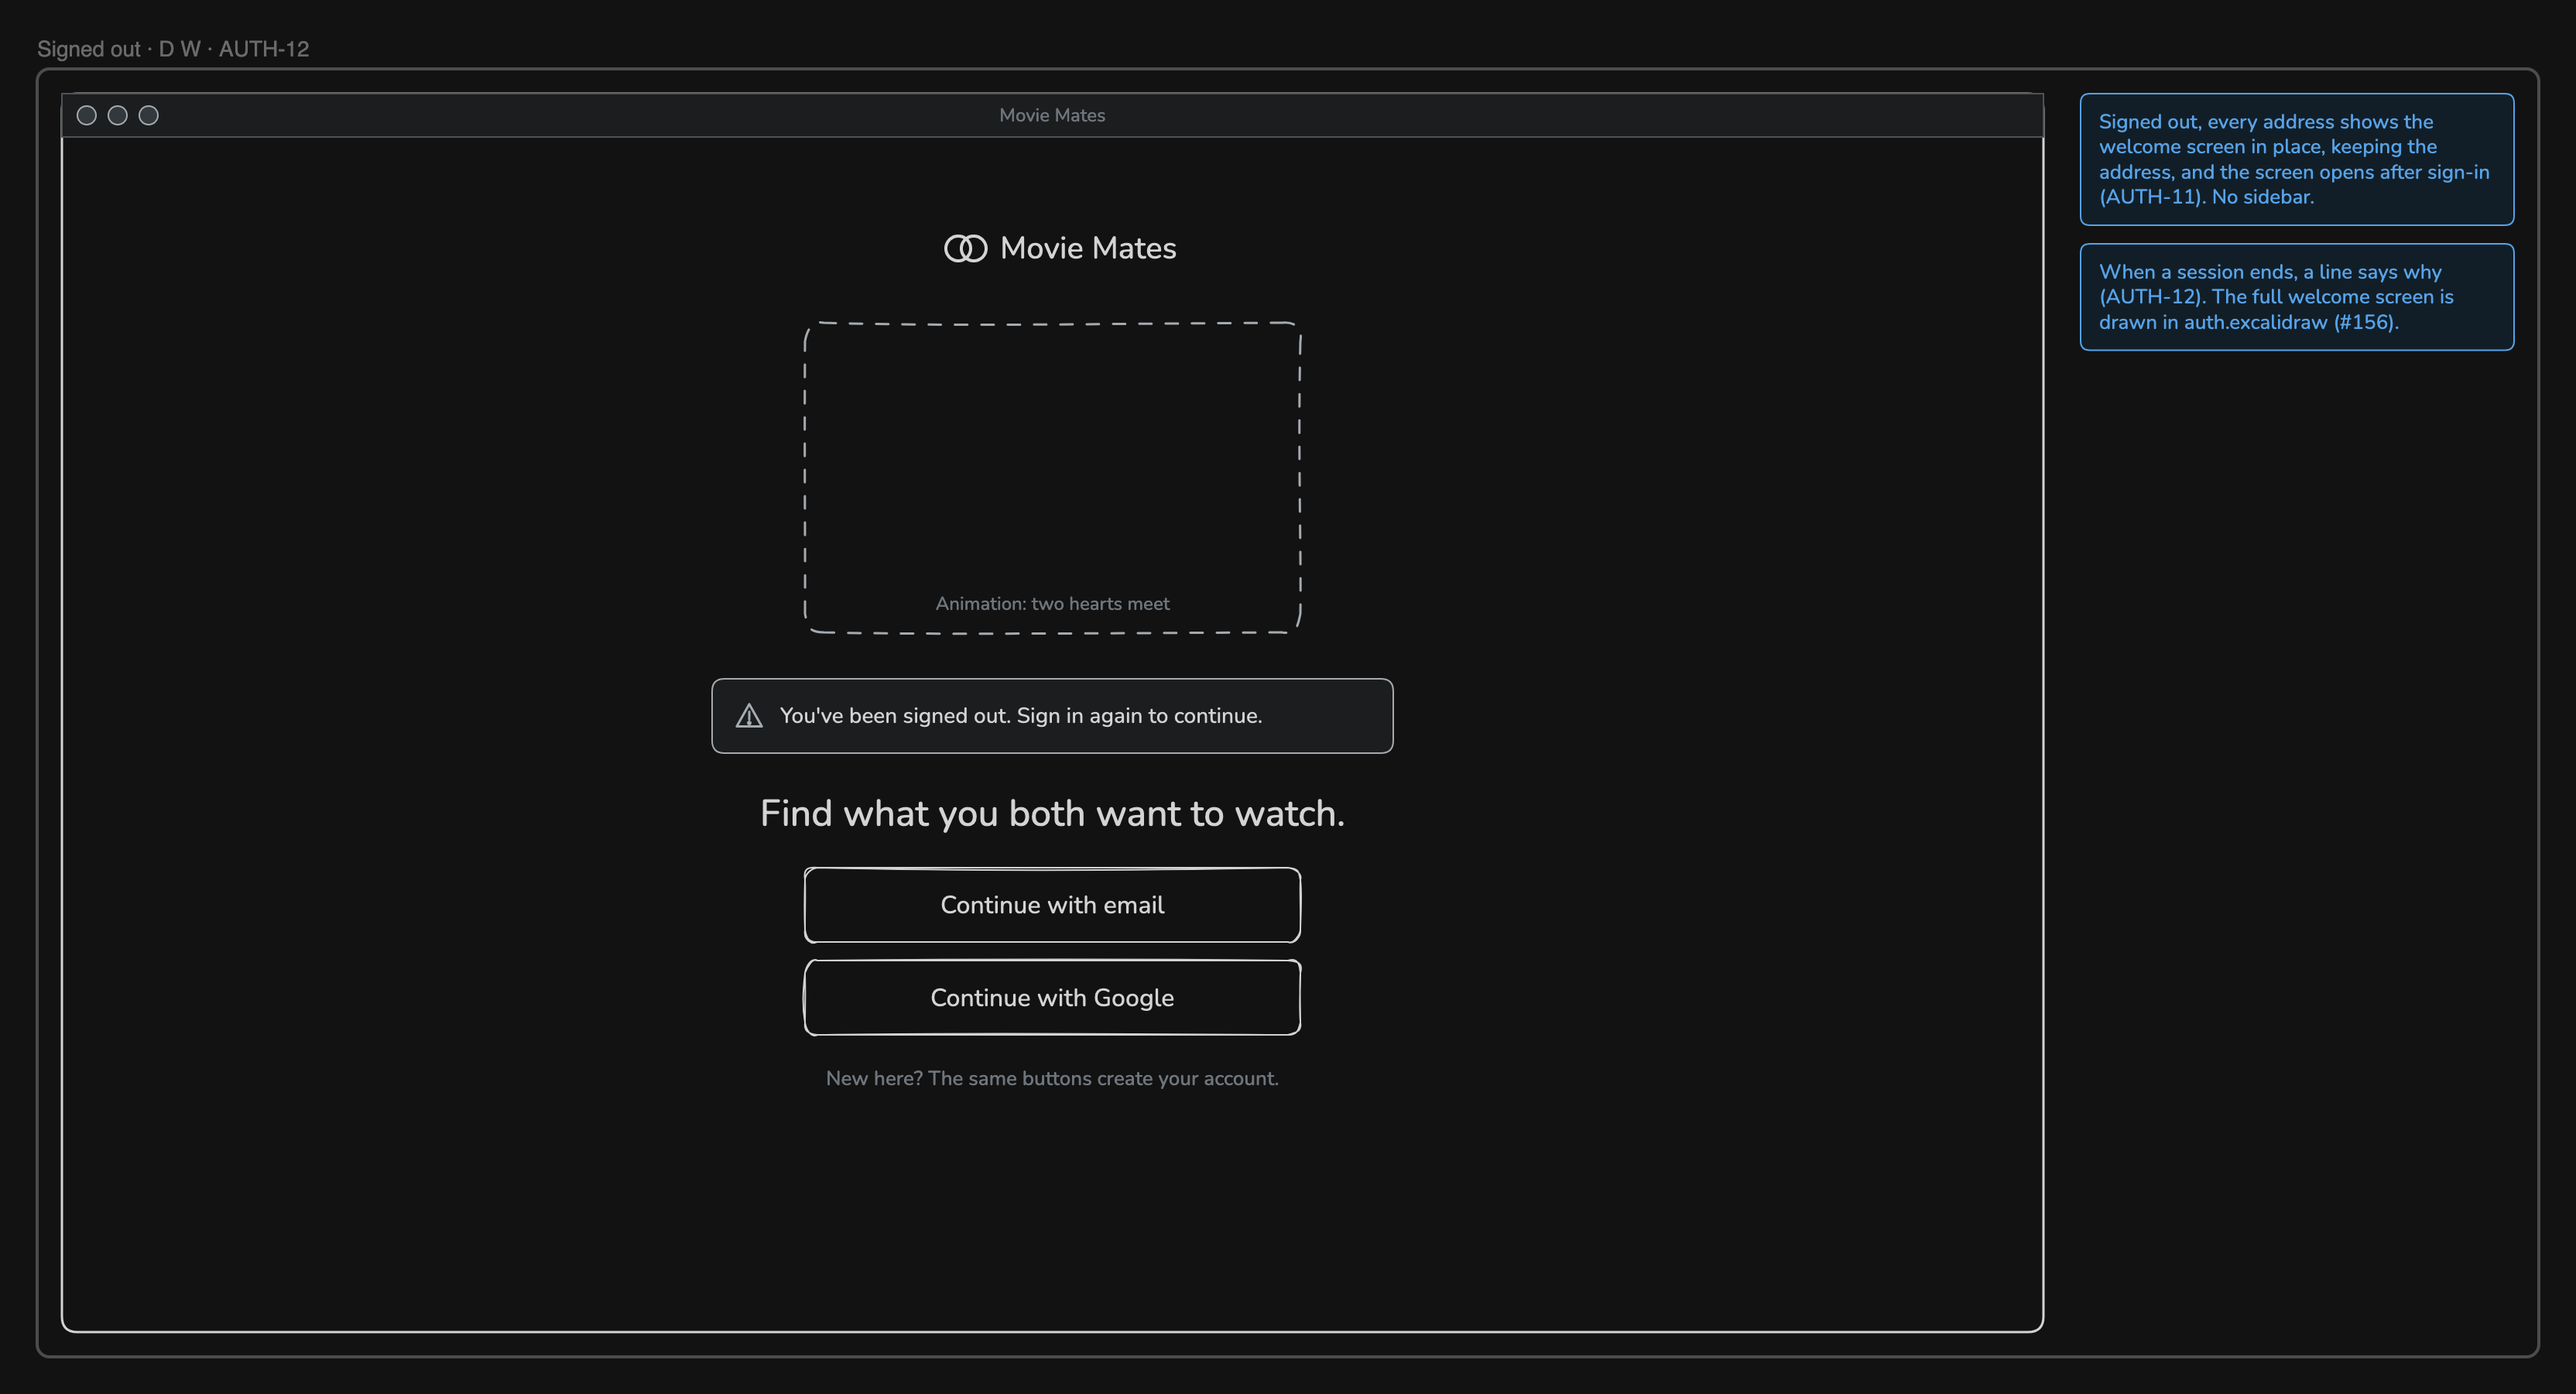 Signed out · D W · AUTH-12
Movie Mates
Movie Mates
Animation: two hearts meet
You've been signed out. Sign in again to continue.
Find what you both want to watch.
Continue with email
Continue with Google
New here? The same buttons create your account.
Signed out, every address shows the
welcome screen in place, keeping the
address, and the screen opens after sign-in
(AUTH-11). No sidebar.
When a session ends, a line says why
(AUTH-12). The full welcome screen is
drawn in auth.excalidraw (#156).